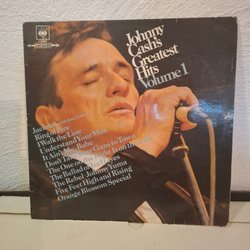 CBS
Johnny
Cash's
Greatest
Hits
Volume 1
Jackson
Ring of Fire
I Walk the Line
Understand Your Man
It Ain't Me Babe
Don't Take Your Guns to Town
The One on the Right Is on the Left
The Ballad of Ira Hayes
The Rebel-Johnny Yuma
Five Feet High and Rising
Orange Blossom Special